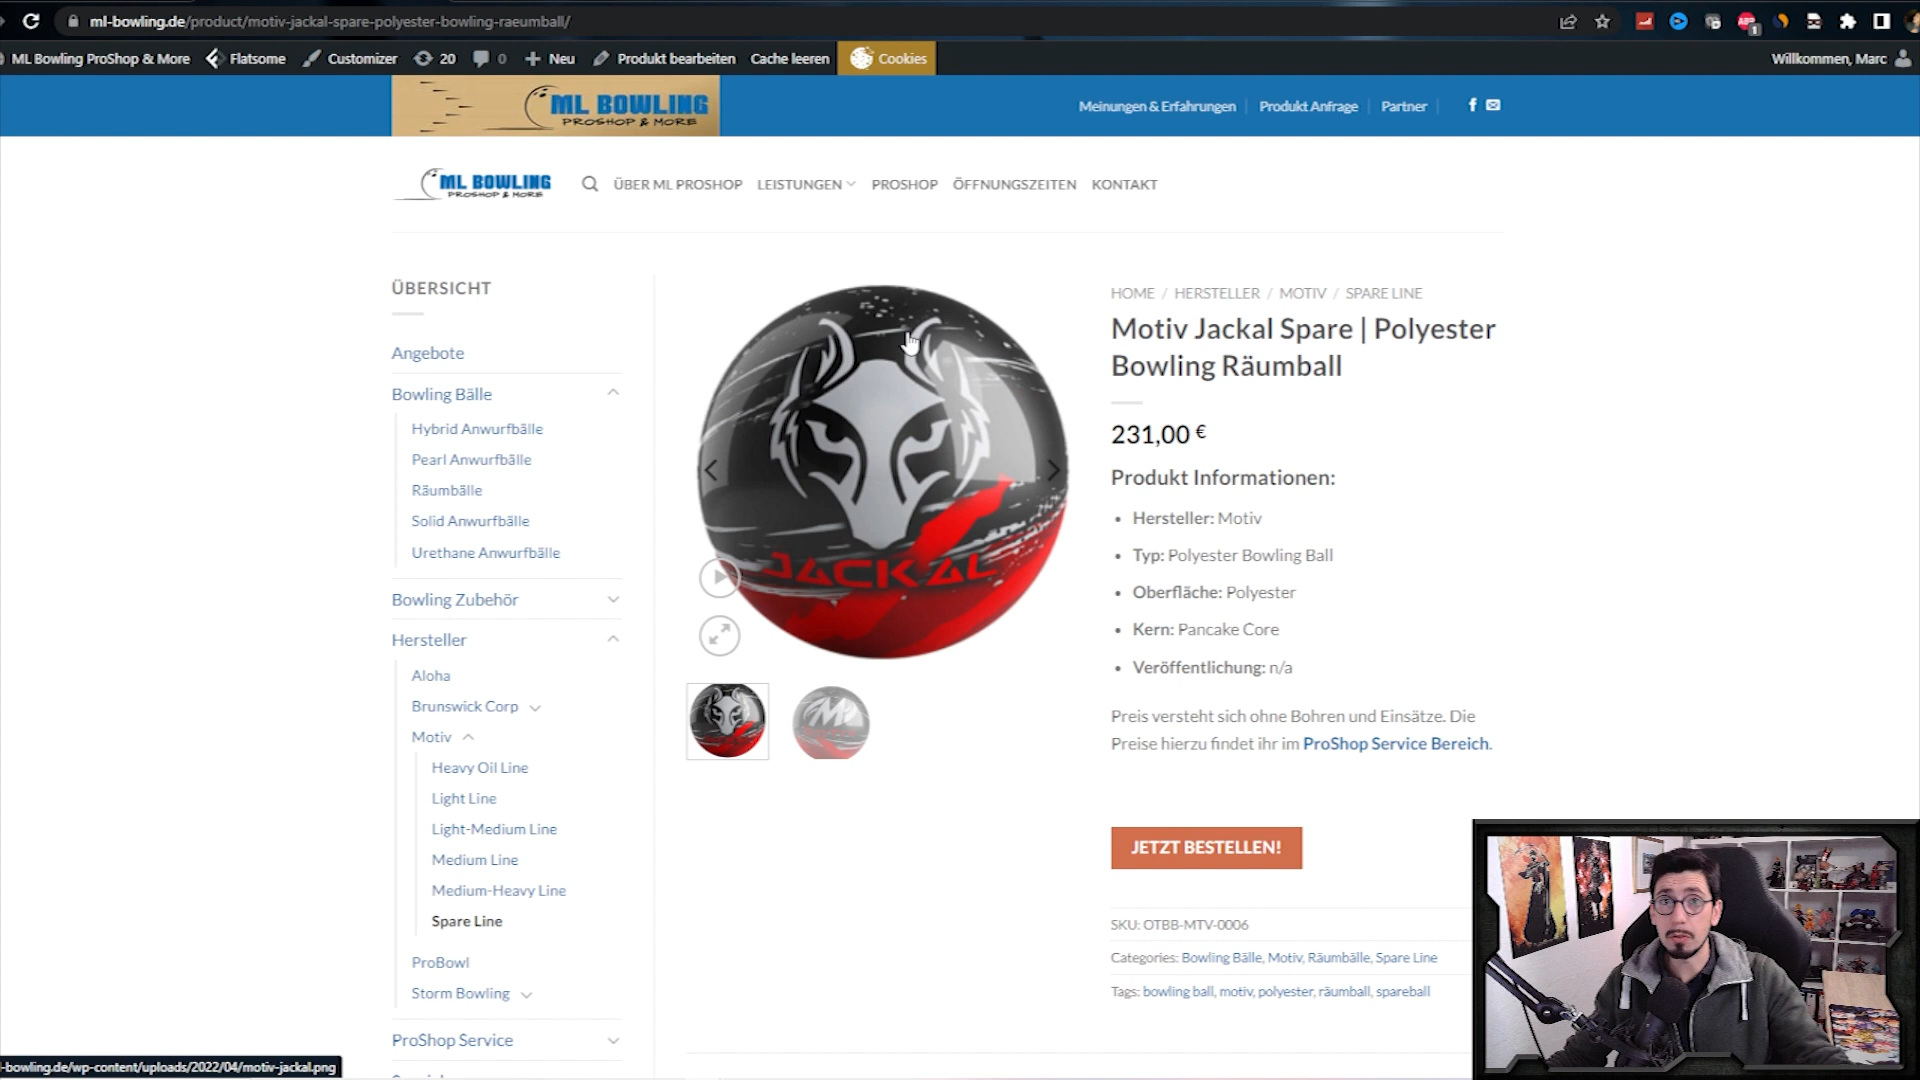 ml-bowling.de/product/motiv-jackal-spare-polyester-bowling-raeumball/
ML Bowling ProShop & More
Flatsome
Customizer
20
0
Neu
Produkt bearbeiten
Cache leeren
Cookies
Willkommen, Marc
ML BOWLING
PROSHOP & MORE
Meinungen & Erfahrungen
Produkt Anfrage
Partner
ML BOWLING
PROSHOP & MORE
ÜBER ML PROSHOP
LEISTUNGEN
PROSHOP
ÖFFNUNGSZEITEN
KONTAKT
ÜBERSICHT
Angebote
Bowling Bälle
Hybrid Anwurfbälle
Pearl Anwurfbälle
Räumbälle
Solid Anwurfbälle
Urethane Anwurfbälle
Bowling Zubehör
Hersteller
Aloha
Brunswick Corp
Motiv
Heavy Oil Line
Light Line
Light-Medium Line
Medium Line
Medium-Heavy Line
Spare Line
ProBowl
Storm Bowling
ProShop Service
JACKAL
HOME / HERSTELLER / MOTIV / SPARE LINE
Motiv Jackal Spare | Polyester
Bowling Räumball
231,00 €
Produkt Informationen:
• Hersteller: Motiv
• Typ: Polyester Bowling Ball
• Oberfläche: Polyester
• Kern: Pancake Core
• Veröffentlichung: n/a
Preis versteht sich ohne Bohren und Einsätze. Die
Preise hierzu findet ihr im ProShop Service Bereich.
JETZT BESTELLEN!
SKU: OTBB-MTV-0006
Categories: Bowling Bälle, Motiv, Räumbälle, Spare Line
Tags: bowling ball, motiv, polyester, räumball, spareball
l-bowling.de/wp-content/uploads/2022/04/motiv-jackal.png